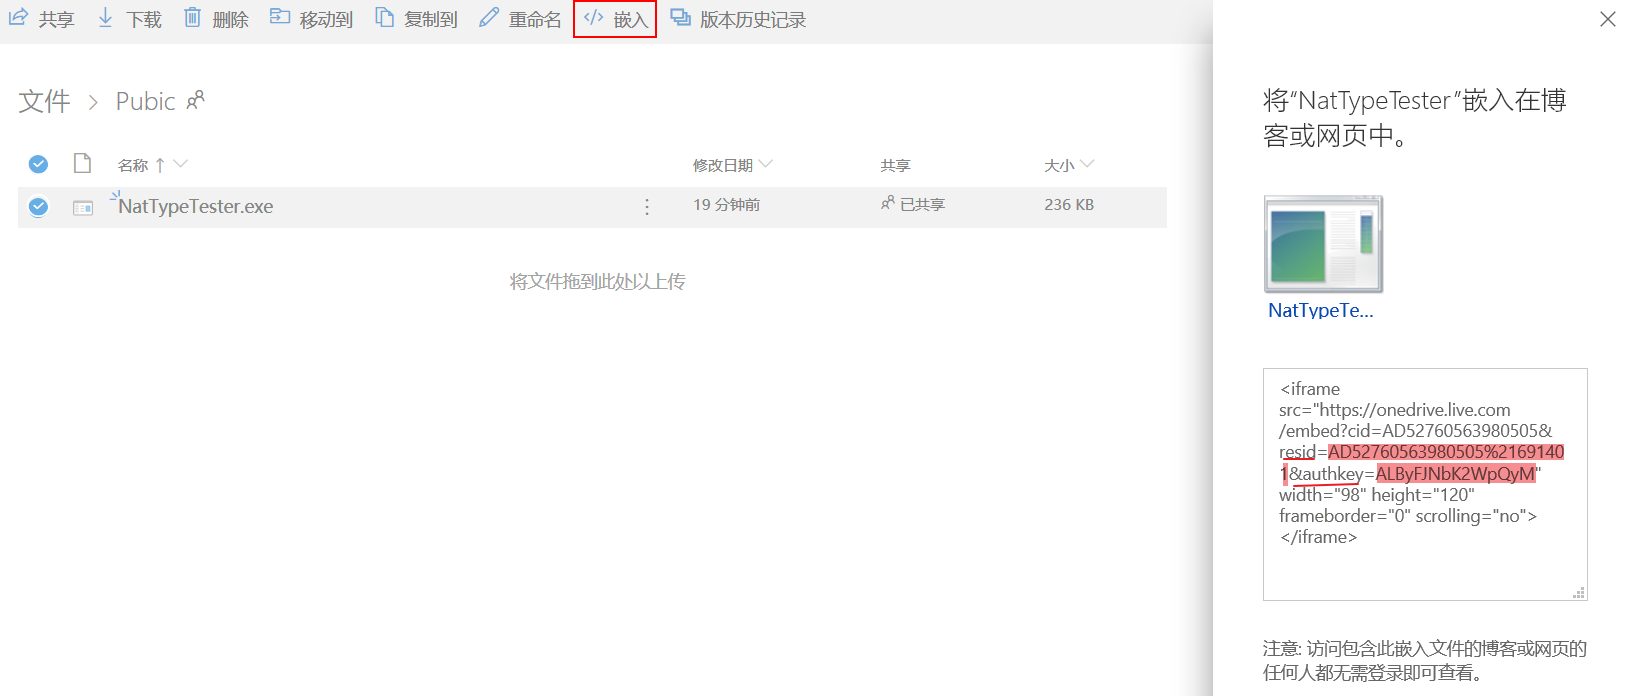 共享 下载 删除 移动到 复制到 重命名 </> 嵌入 版本历史记录
文件 > Pubic
名称 ↑ 修改日期 共享 大小
NatTypeTester.exe 19 分钟前 已共享 236 KB
将文件拖到此处以上传
将“NatTypeTester”嵌入在博
客或网页中。
NatTypeTe...
<iframe
src="https://onedrive.live.com
/embed?cid=AD52760563980505&
resid=AD52760563980505%2169140
1&authkey=ALByFJNbK2WpQyM"
width="98" height="120"
frameborder="0" scrolling="no">
</iframe>
注意: 访问包含此嵌入文件的博客或网页的
任何人都无需登录即可查看。